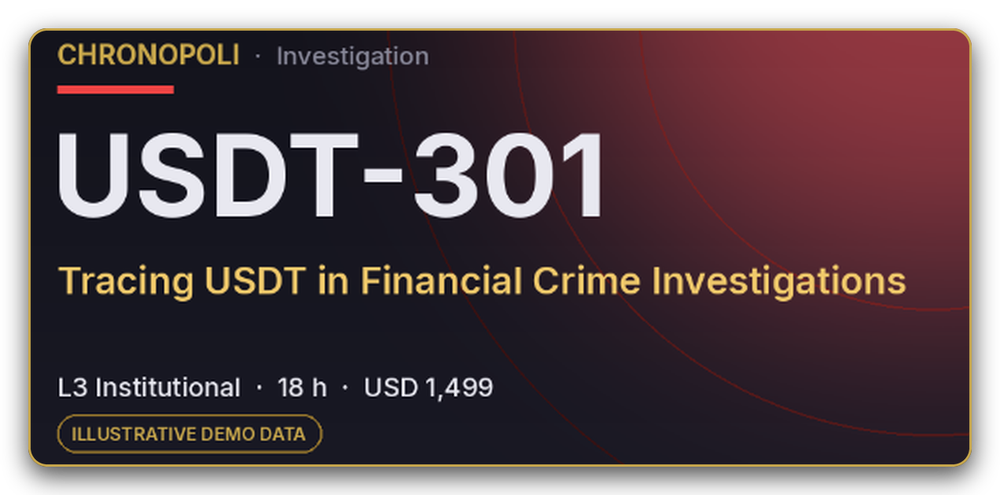 CHRONOPOLI · Investigation
USDT-301
Tracing USDT in Financial Crime Investigations
L3 Institutional · 18 h · USD 1,499
ILLUSTRATIVE DEMO DATA